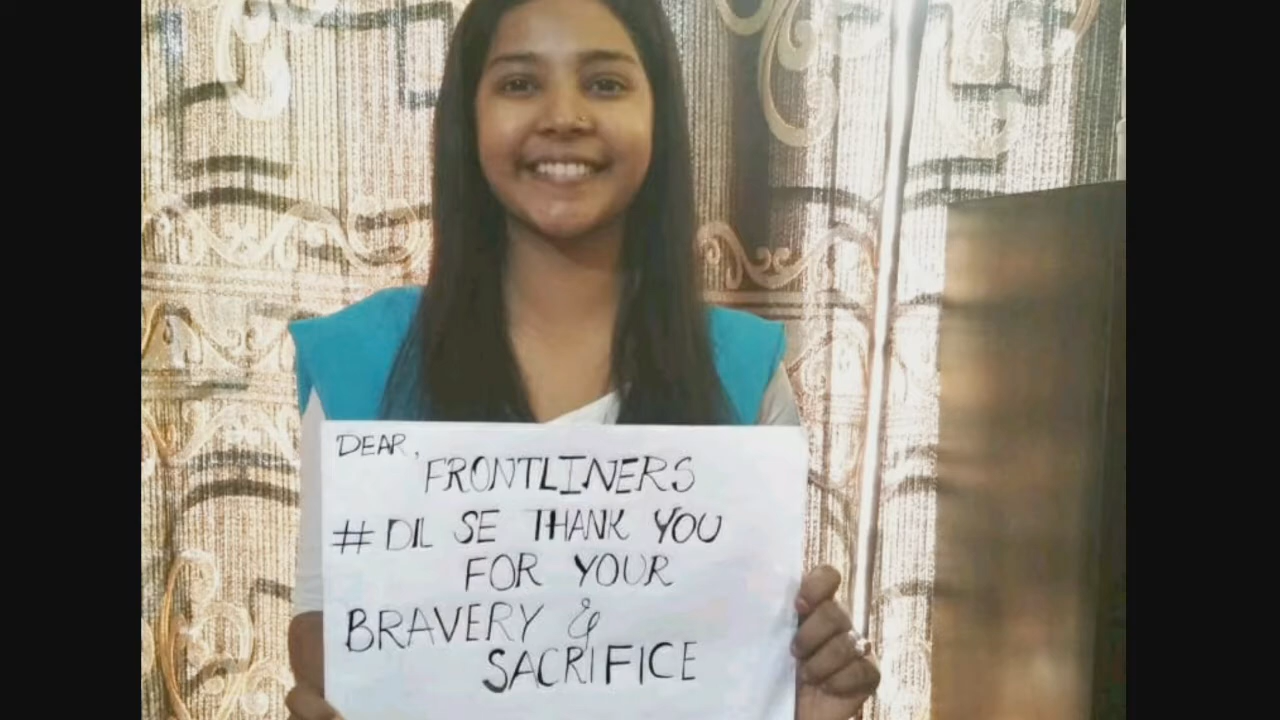 DEAR,
FRONTLINERS
# DIL SE THANK YOU
FOR YOUR
BRAVERY &
SACRIFICE